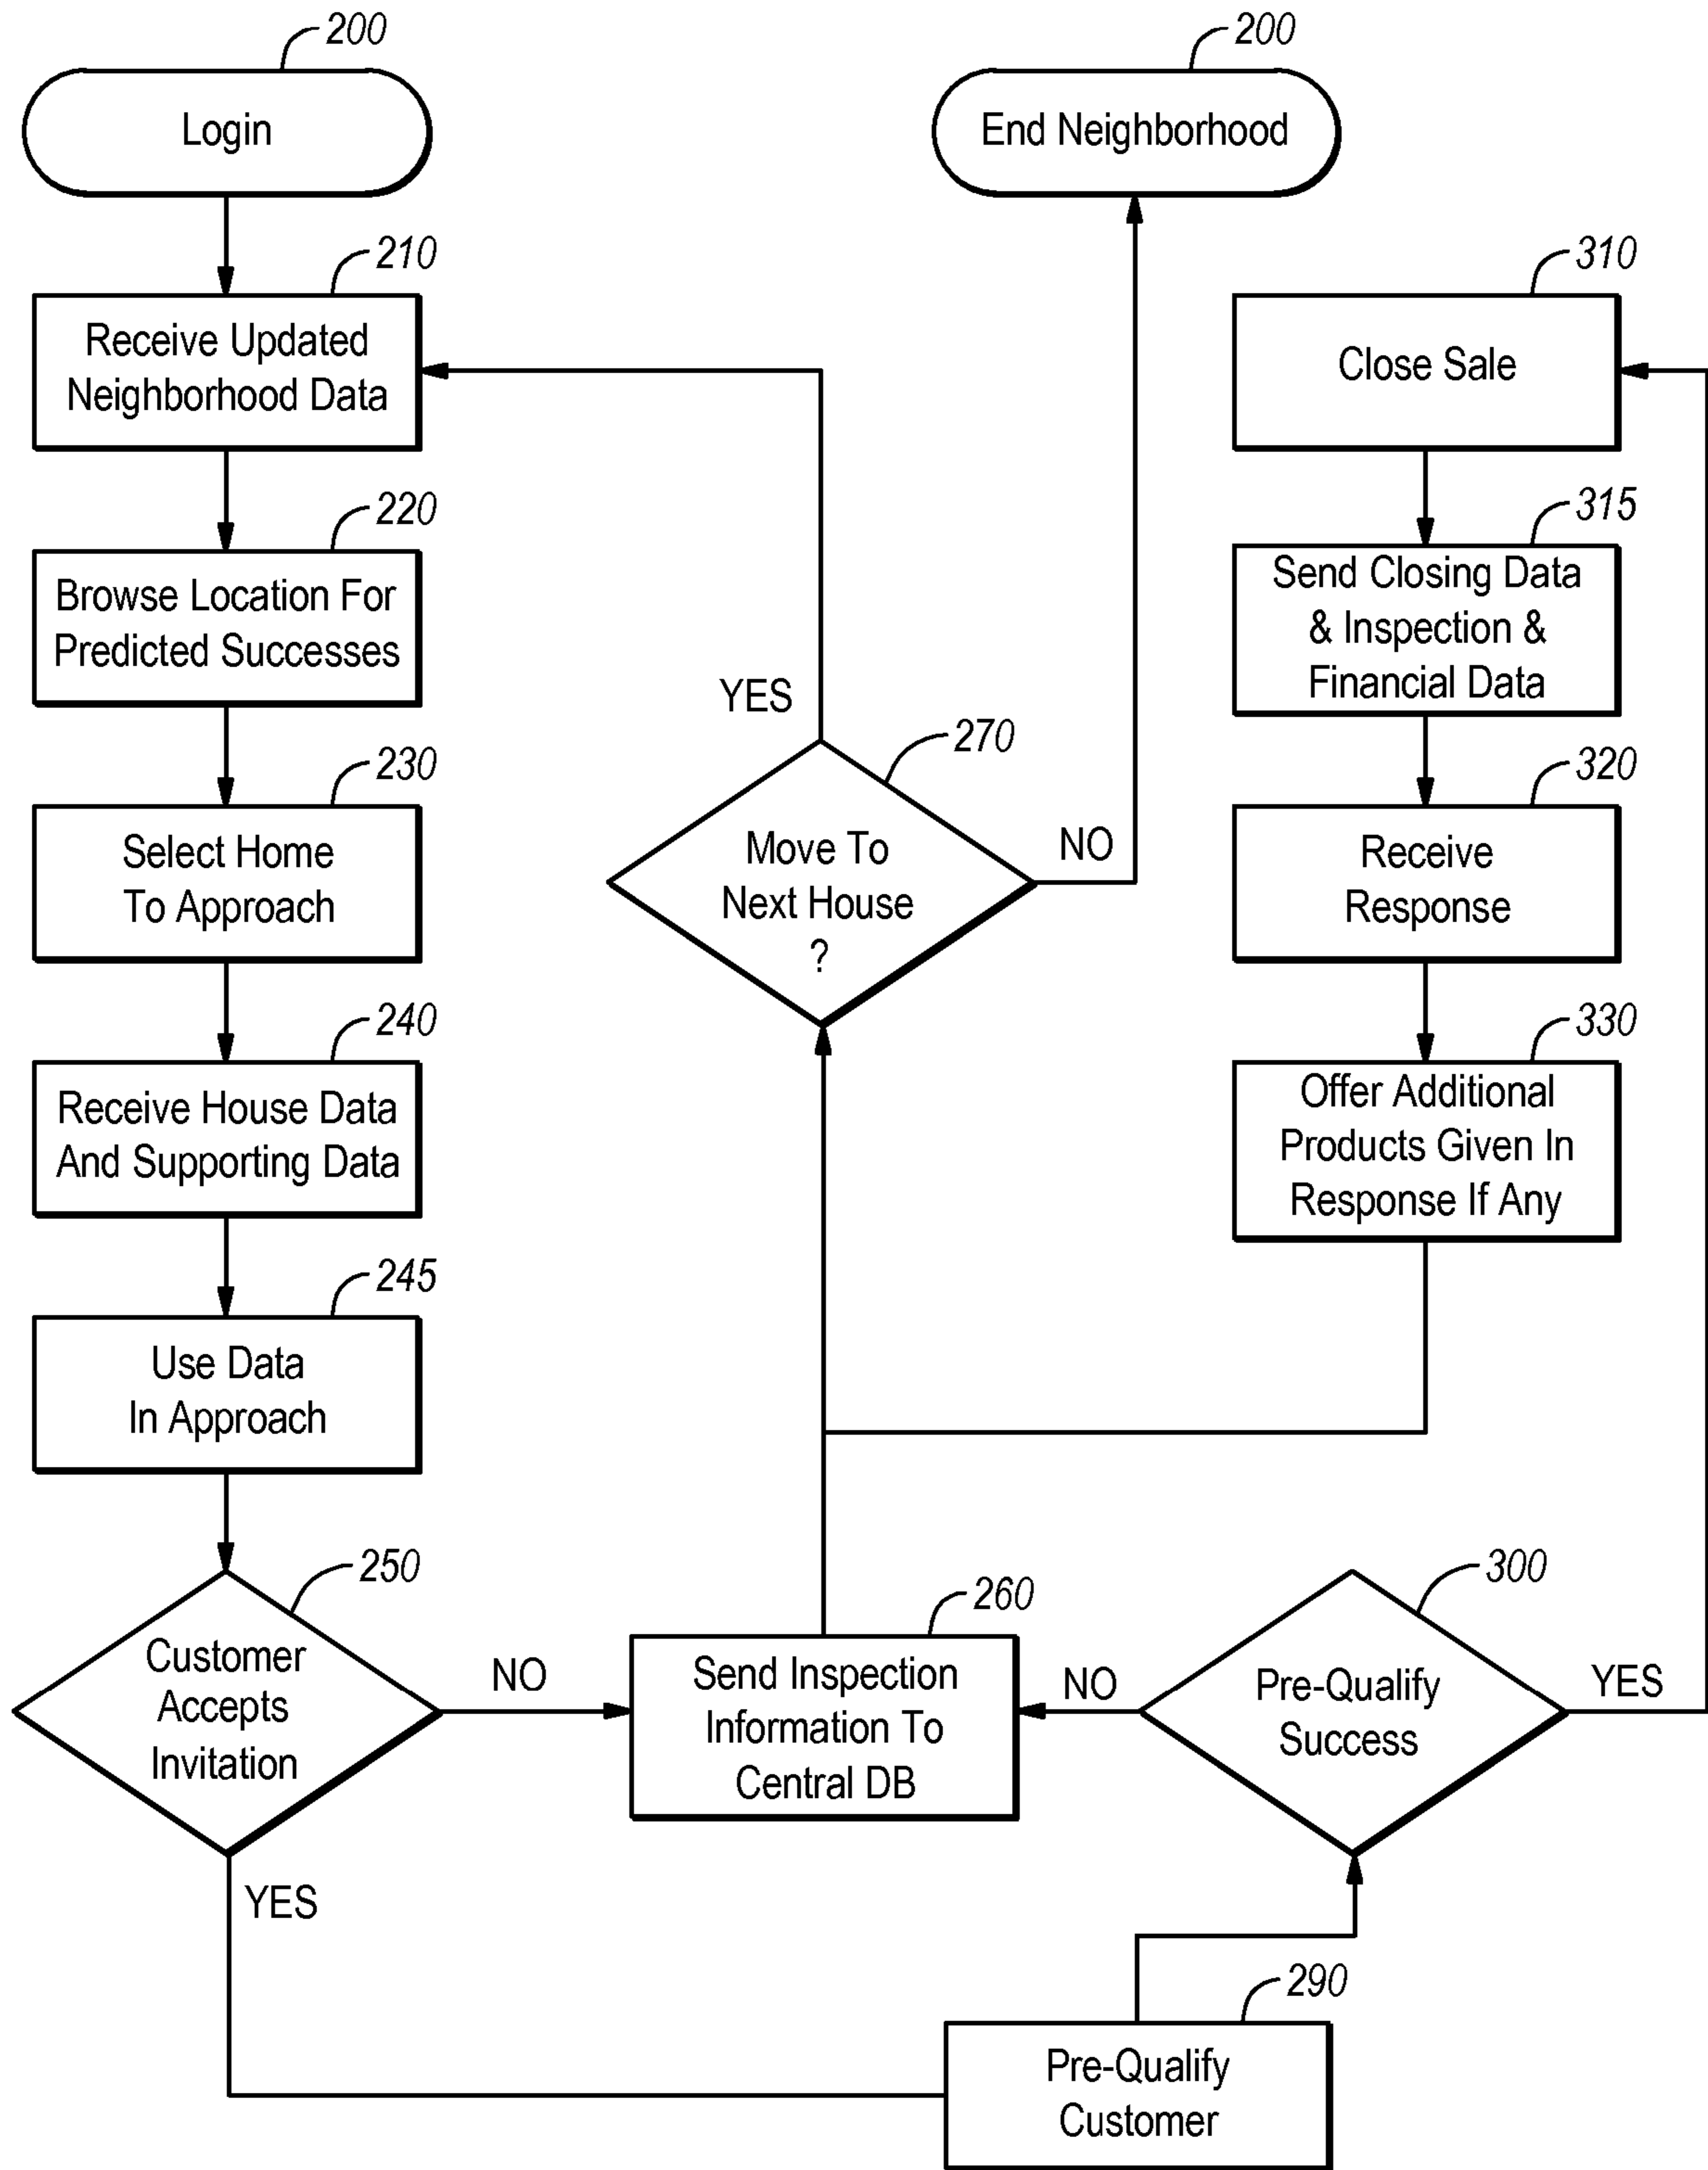 200
Login
200
End Neighborhood
210
Receive Updated
Neighborhood Data
220
Browse Location For
Predicted Successes
230
Select Home
To Approach
240
Receive House Data
And Supporting Data
245
Use Data
In Approach
250
Customer
Accepts
Invitation
NO
YES
260
Send Inspection
Information To
Central DB
270
Move To
Next House
?
YES
NO
290
Pre-Qualify
Customer
300
Pre-Qualify
Success
NO
YES
310
Close Sale
315
Send Closing Data
& Inspection &
Financial Data
320
Receive
Response
330
Offer Additional
Products Given In
Response If Any